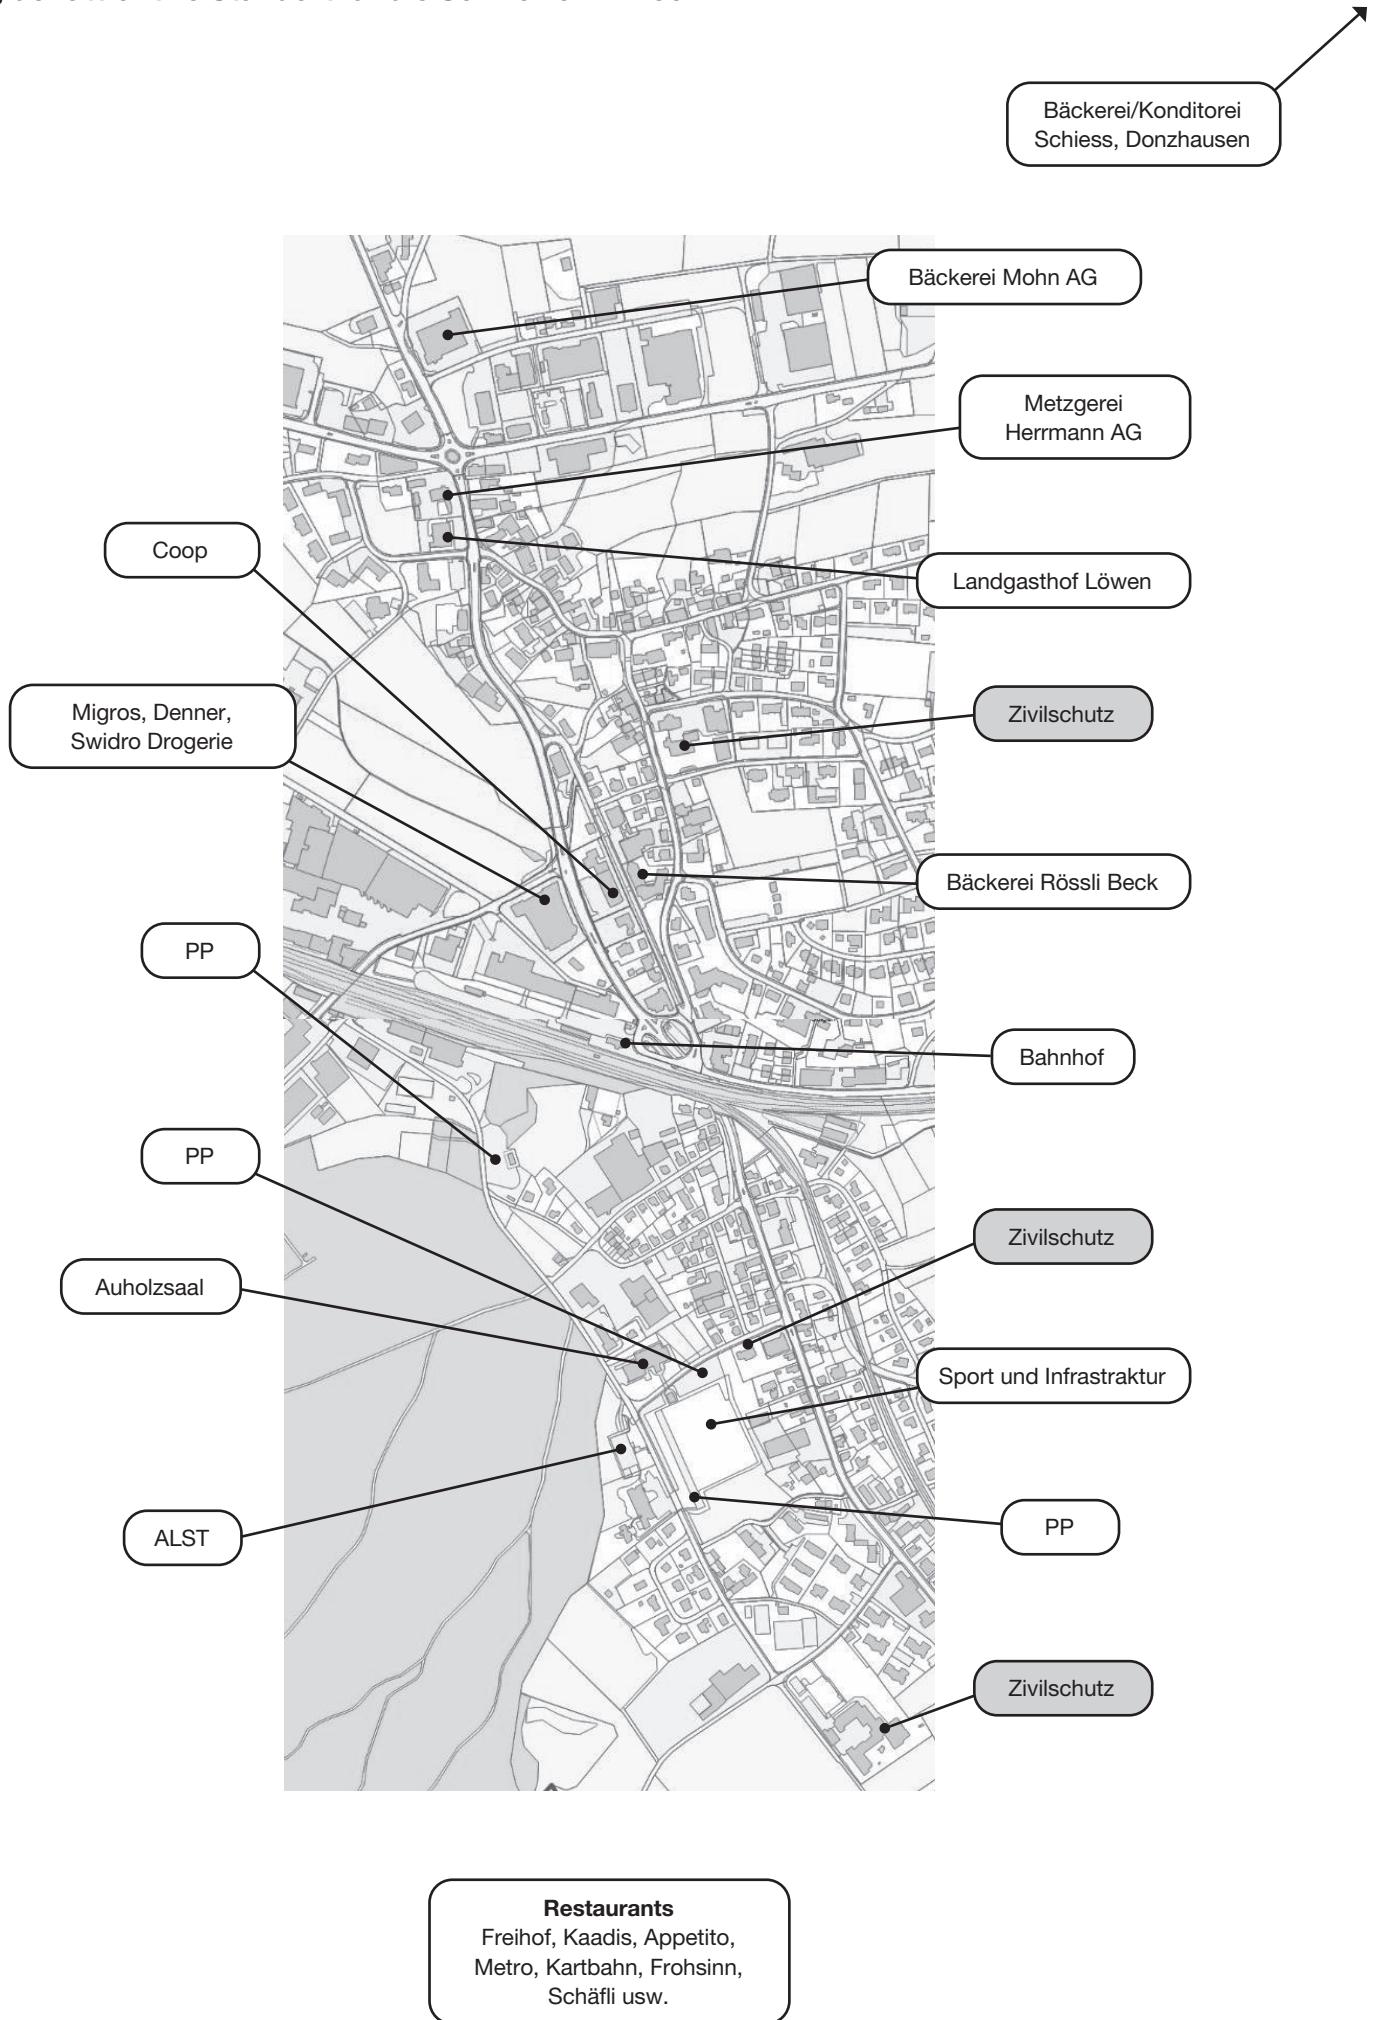 Bäckerei/Konditorei
Schiess, Donzhausen
Bäckerei Mohn AG
Metzgerei
Herrmann AG
Coop
Landgasthof Löwen
Migros, Denner,
Swidro Drogerie
Zivilschutz
Bäckerei Rössli Beck
PP
Bahnhof
PP
Zivilschutz
Auholzsaal
Sport und Infrastraktur
ALST
PP
Zivilschutz
Restaurants
Freihof, Kaadis, Appetito,
Metro, Kartbahn, Frohsinn,
Schäfli usw.